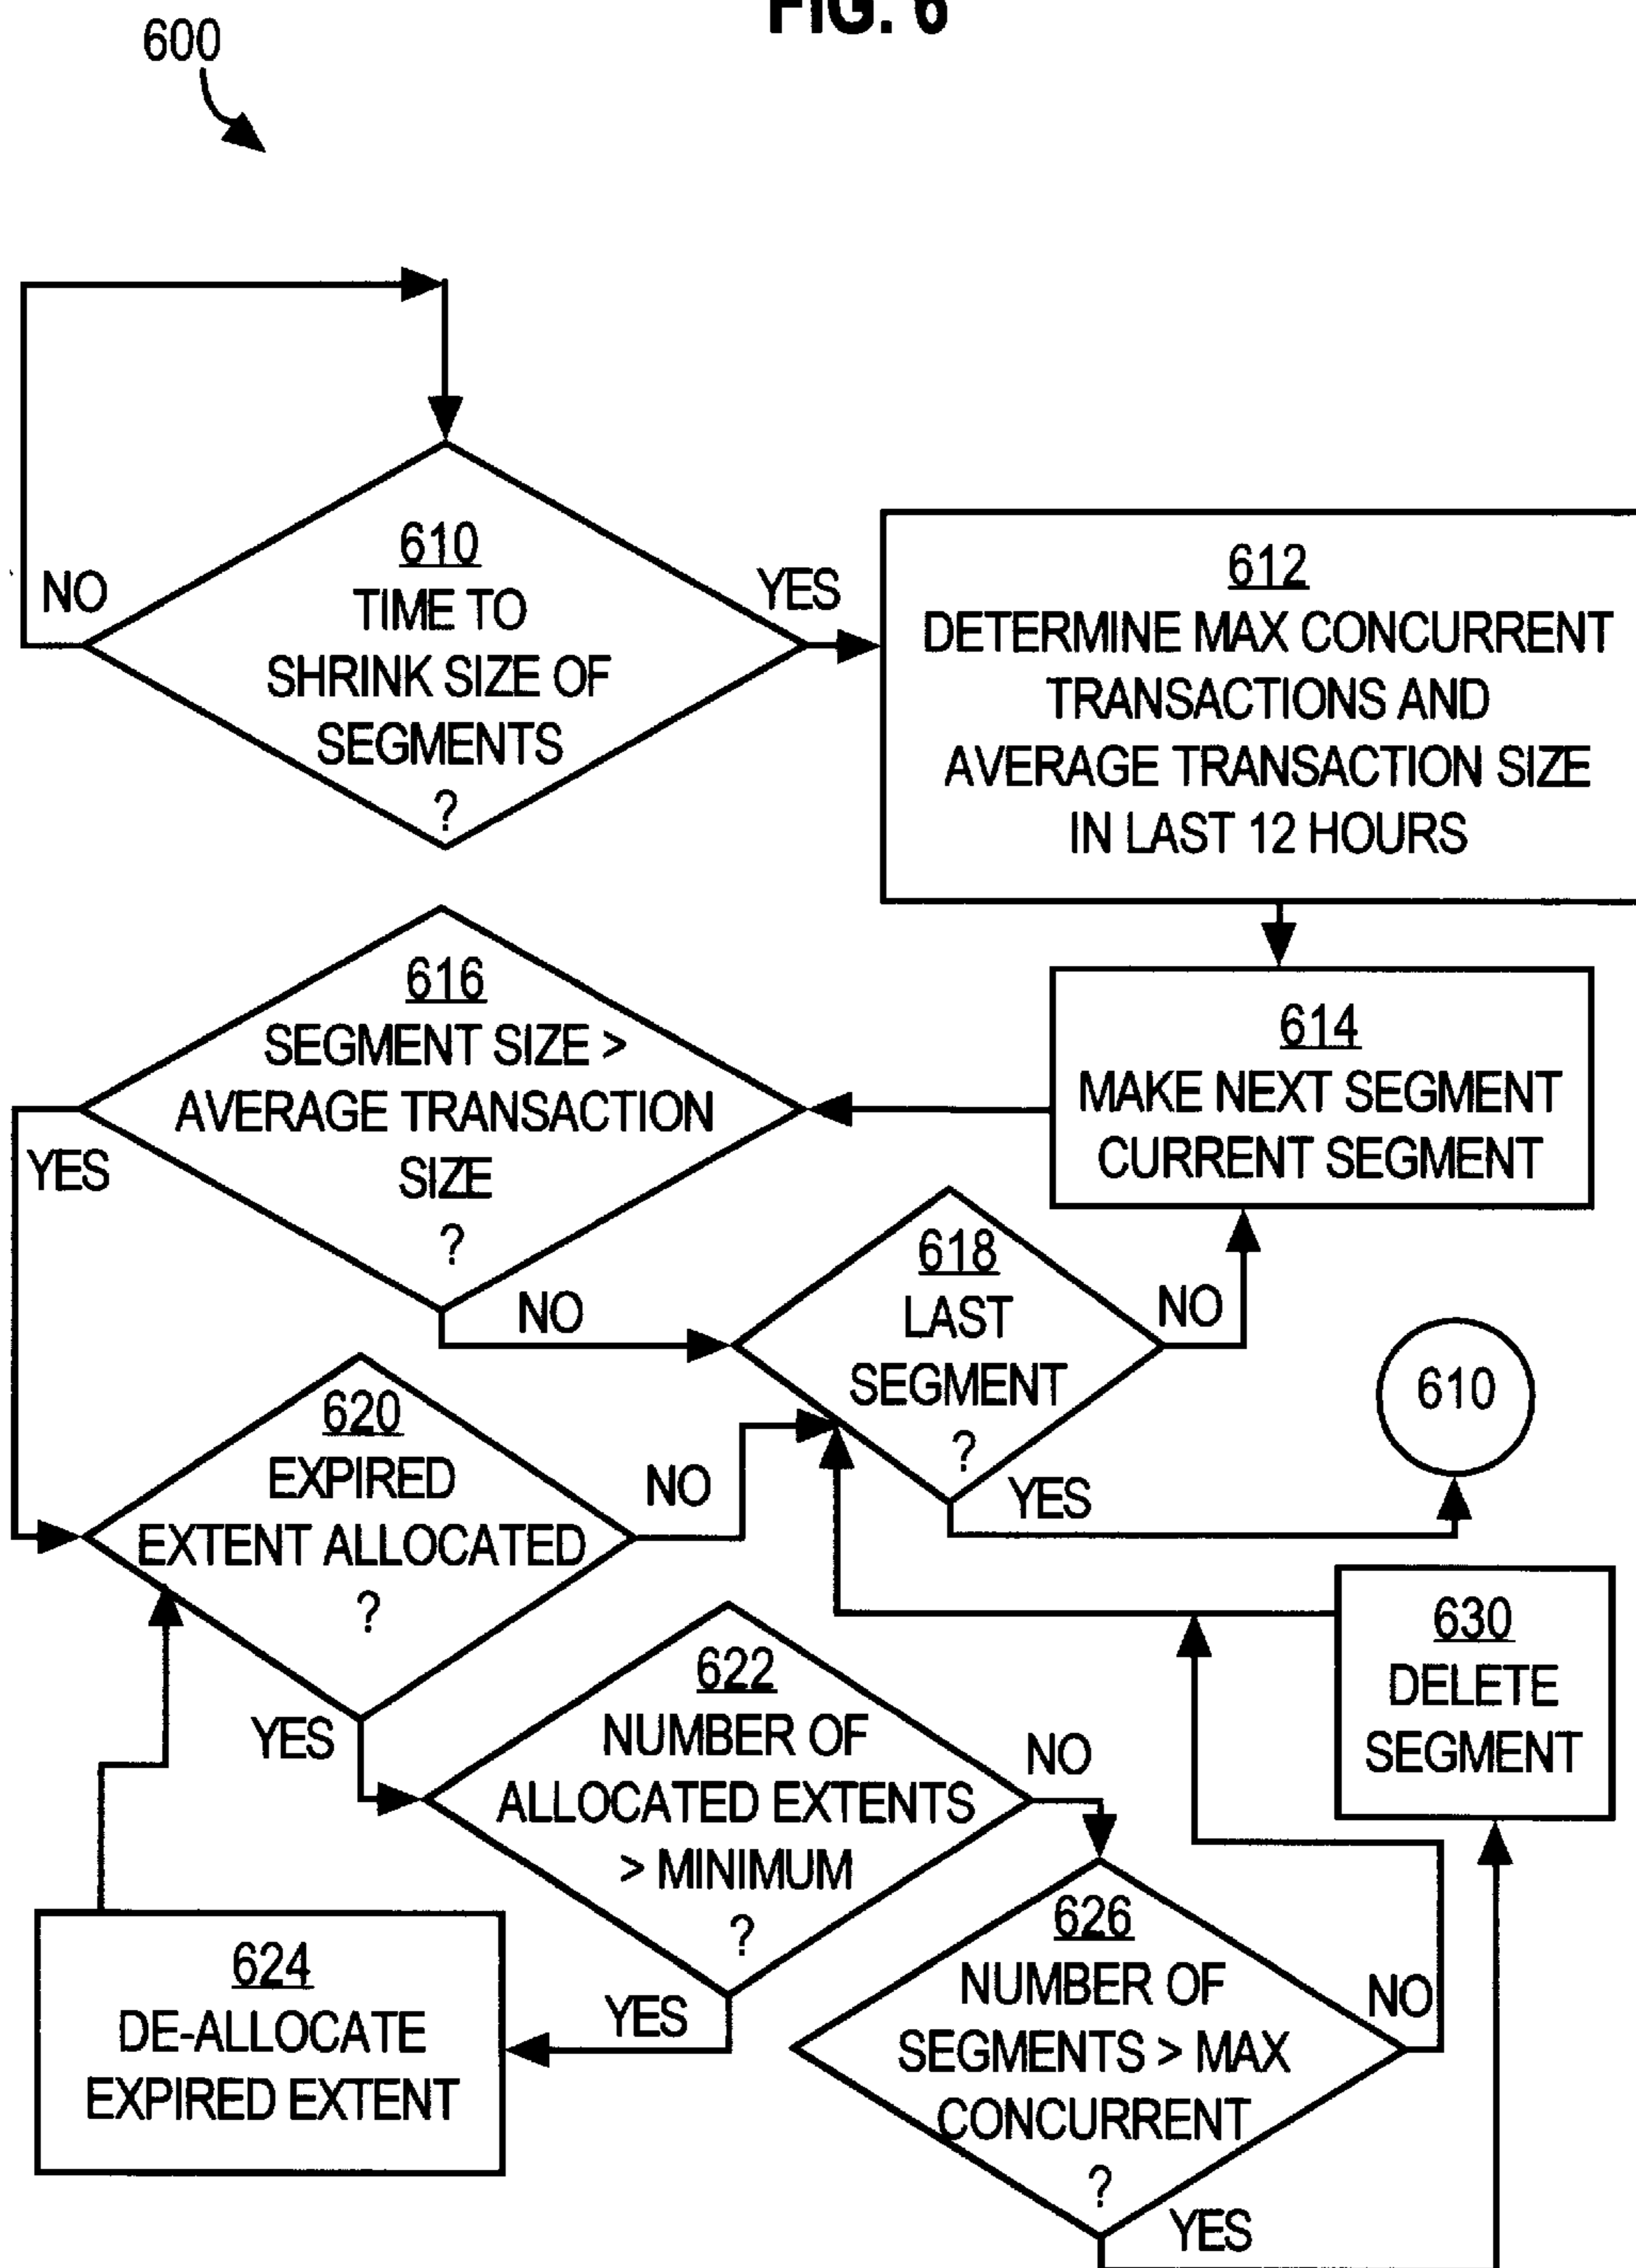 FIG. 6
600
610
TIME TO
SHRINK SIZE OF
SEGMENTS
?
NO
YES
612
DETERMINE MAX CONCURRENT
TRANSACTIONS AND
AVERAGE TRANSACTION SIZE
IN LAST 12 HOURS
614
MAKE NEXT SEGMENT
CURRENT SEGMENT
616
SEGMENT SIZE >
AVERAGE TRANSACTION
SIZE
?
YES
NO
618
LAST
SEGMENT
?
NO
YES
610
620
EXPIRED
EXTENT ALLOCATED
?
NO
YES
622
NUMBER OF
ALLOCATED EXTENTS
> MINIMUM
?
NO
YES
624
DE-ALLOCATE
EXPIRED EXTENT
626
NUMBER OF
SEGMENTS > MAX
CONCURRENT
?
NO
YES
630
DELETE
SEGMENT